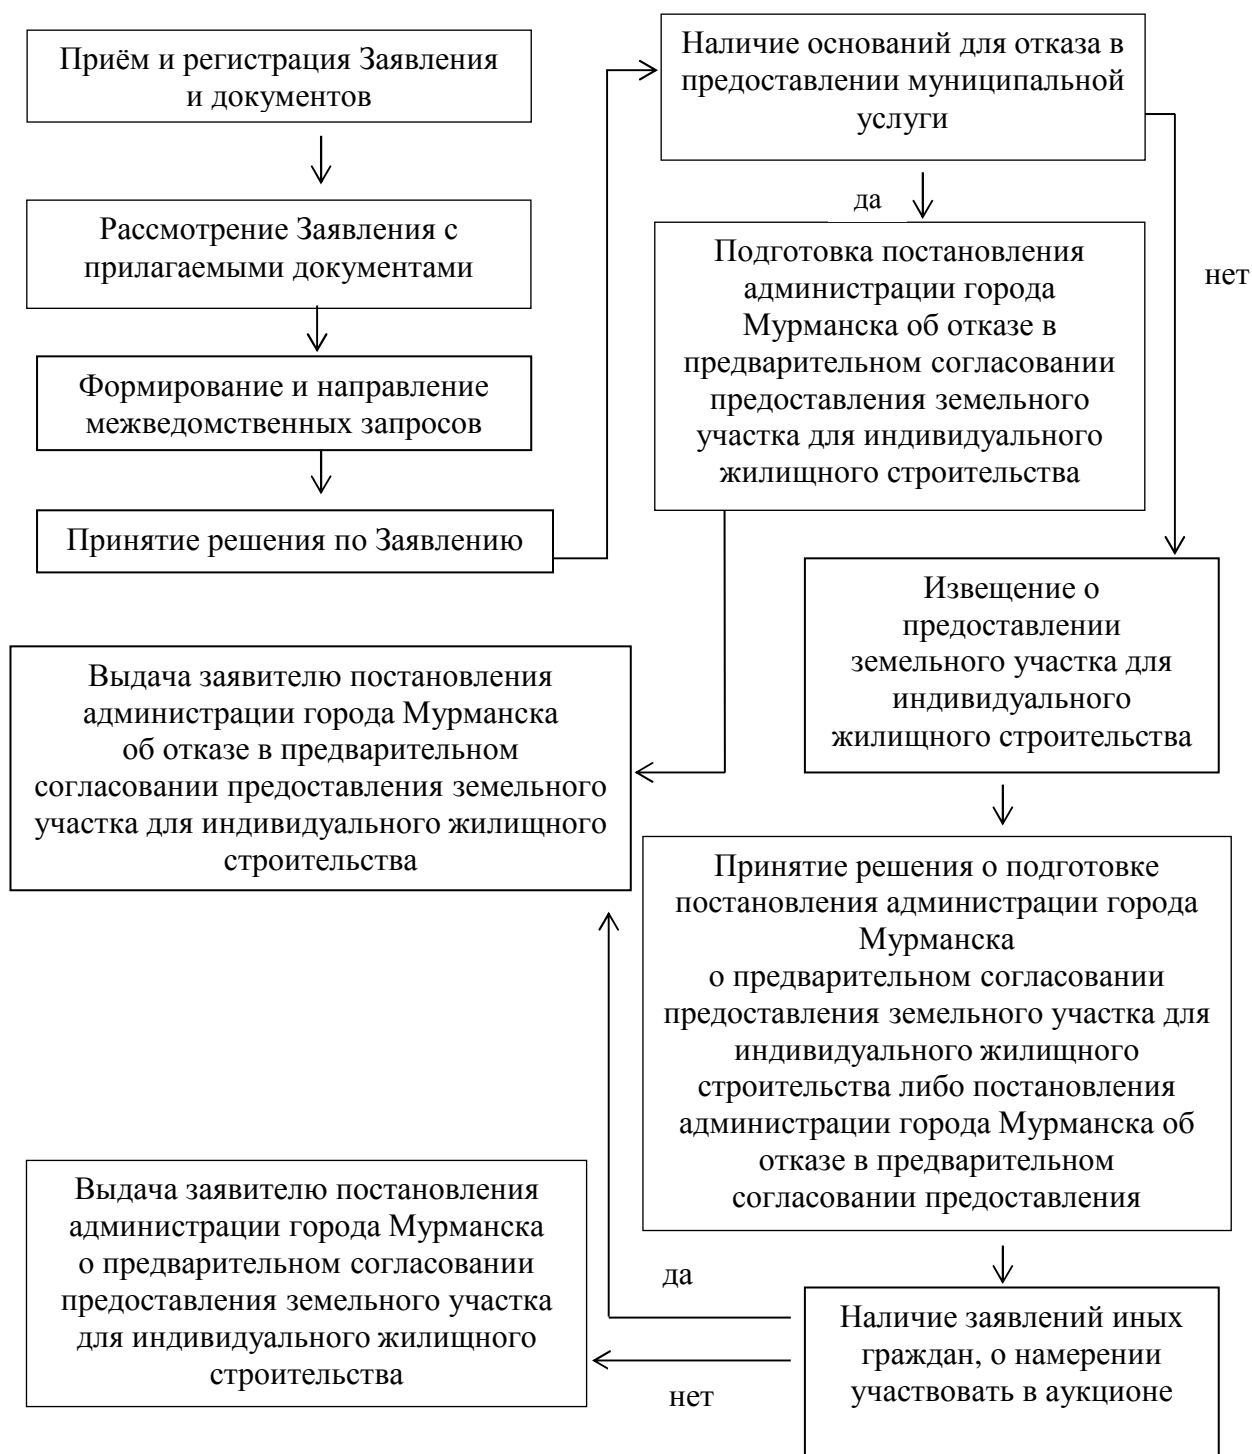 Приём и регистрация Заявления
и документов
Рассмотрение Заявления с
прилагаемыми документами
Формирование и направление
межведомственных запросов
Принятие решения по Заявлению
Наличие оснований для отказа в
предоставлении муниципальной
услуги
да
нет
Подготовка постановления
администрации города
Мурманска об отказе в
предварительном согласовании
предоставления земельного
участка для индивидуального
жилищного строительства
Извещение о
предоставлении
земельного участка для
индивидуального
жилищного строительства
Выдача заявителю постановления
администрации города Мурманска
об отказе в предварительном
согласовании предоставления земельного
участка для индивидуального жилищного
строительства
Принятие решения о подготовке
постановления администрации города
Мурманска
о предварительном согласовании
предоставления земельного участка для
индивидуального жилищного
строительства либо постановления
администрации города Мурманска об
отказе в предварительном
согласовании предоставления
Наличие заявлений иных
граждан, о намерении
участвовать в аукционе
да
нет
Выдача заявителю постановления
администрации города Мурманска
о предварительном согласовании
предоставления земельного участка
для индивидуального жилищного
строительства